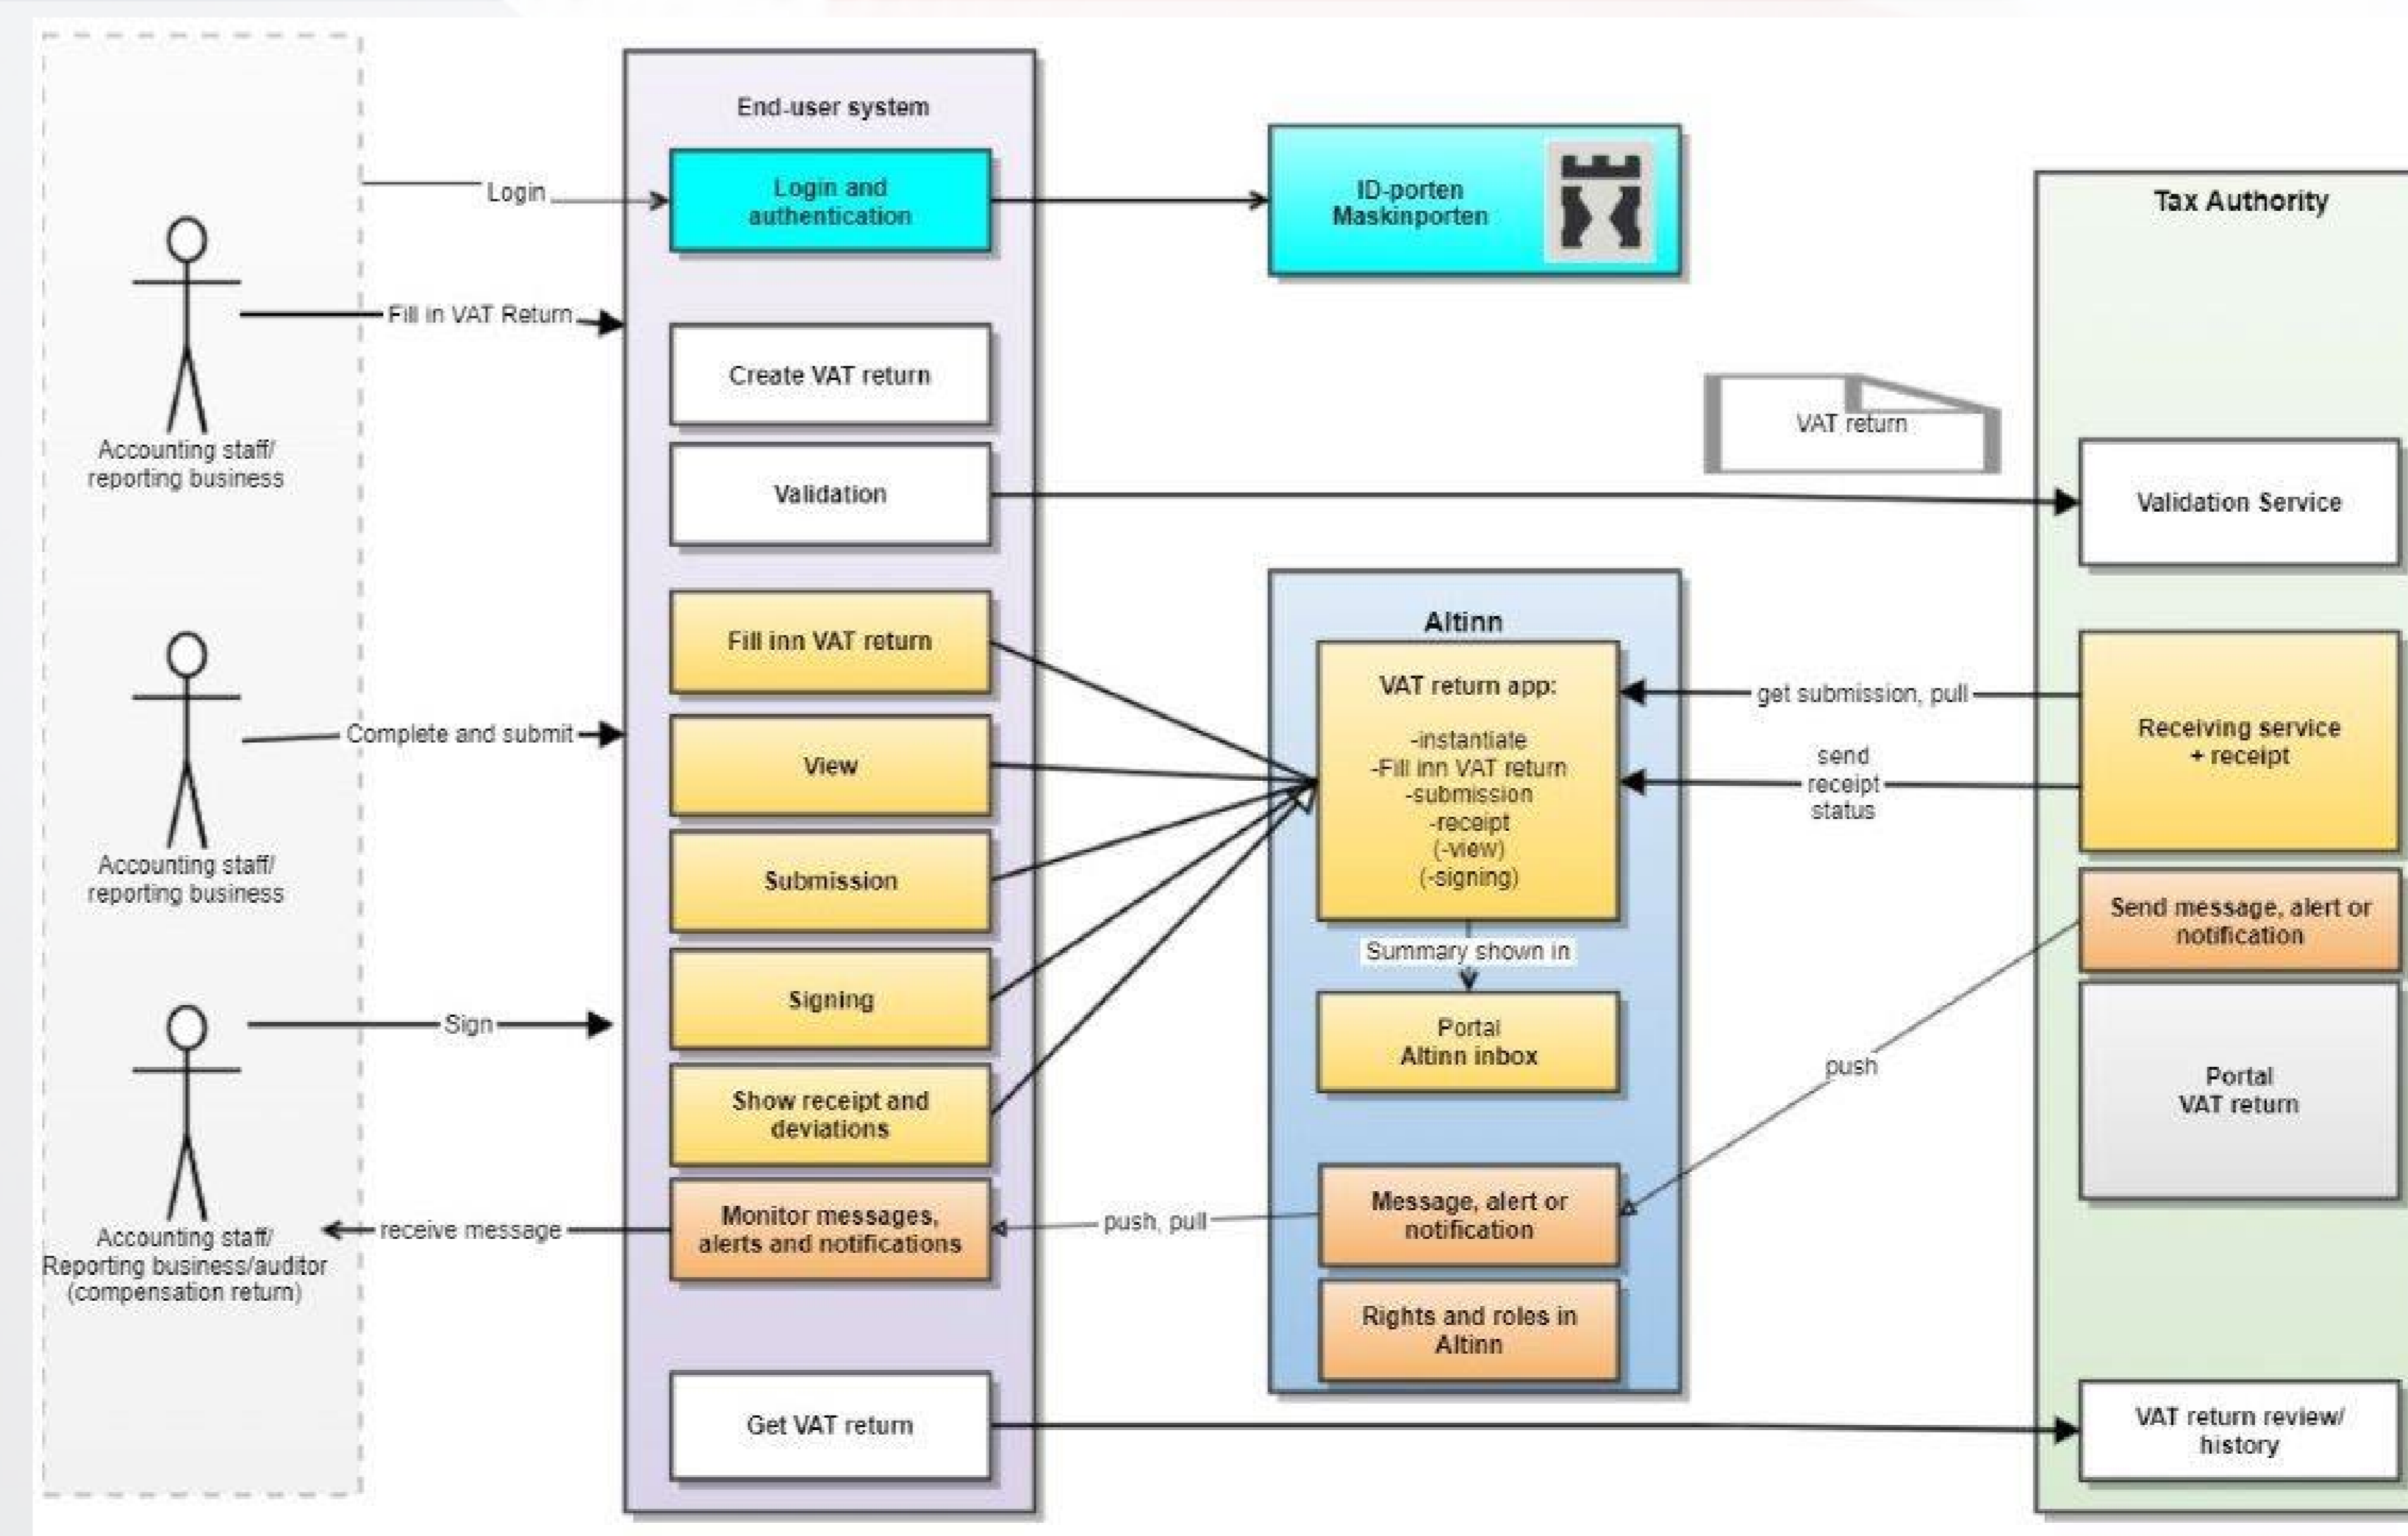 End-user system
Login
Login and
authentication
ID-porten
Maskinporten
Tax Authority
Fill in VAT Return
Create VAT return
VAT return
Accounting staff/
reporting business
Validation
Validation Service
Fill inn VAT return
Altinn
VAT return app:
-instantiate
-Fill inn VAT return
-submission
-receipt
(-view)
(-signing)
get submission, pull
Receiving service
+ receipt
send
receipt
status
Complete and submit
View
Accounting staff/
reporting business
Submission
Send message, alert or
notification
Summary shown in
Sign
Signing
Portal
Altinn inbox
push
Portal
VAT return
Show receipt and
deviations
receive message
Monitor messages,
alerts and notifications
push, pull
Message, alert or
notification
Accounting staff/
Reporting business/auditor
(compensation return)
Rights and roles in
Altinn
Get VAT return
VAT return review/
history